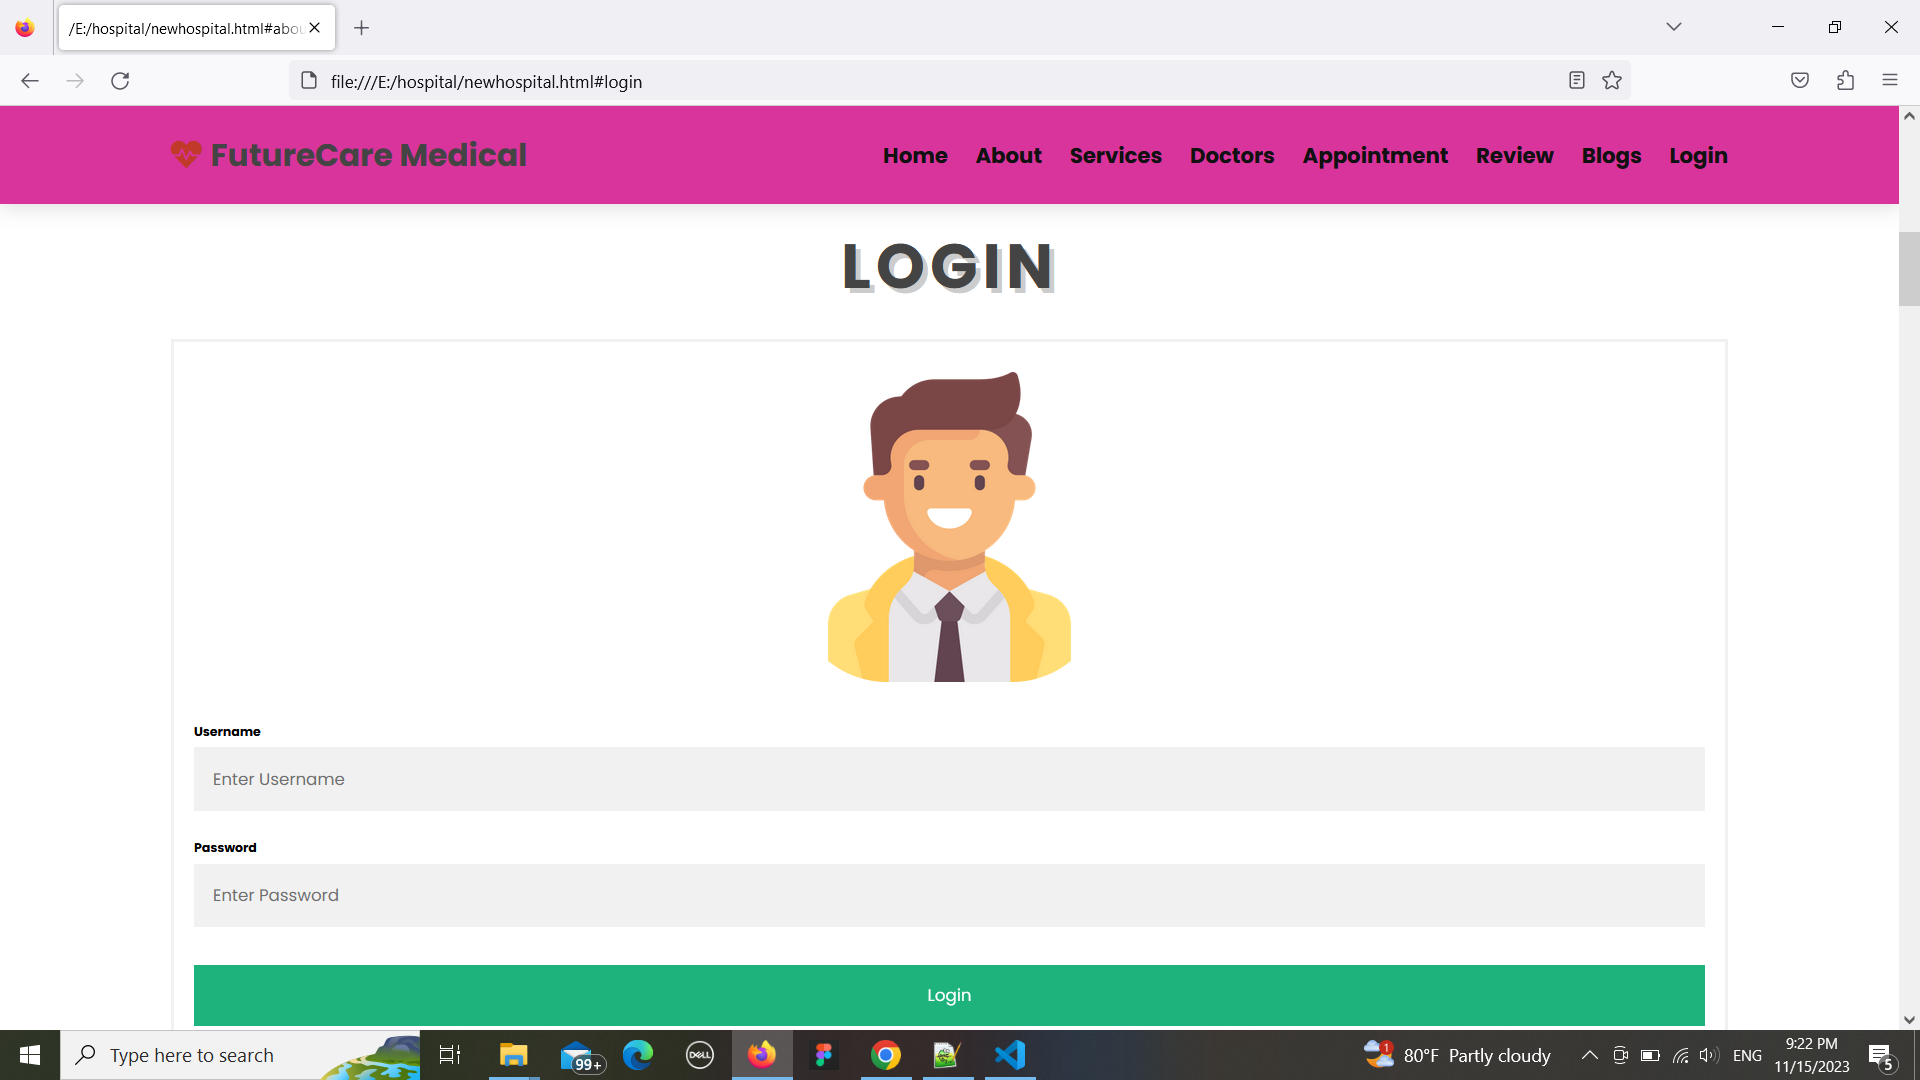 /E:/hospital/newhospital.html#abou
file:///E:/hospital/newhospital.html#login
FutureCare Medical
Home About Services Doctors Appointment Review Blogs Login
LOGIN
Username
Enter Username
Password
Enter Password
Login
Type here to search
99+
DELL
1
80°F Partly cloudy
ENG
9:22 PM
11/15/2023
5